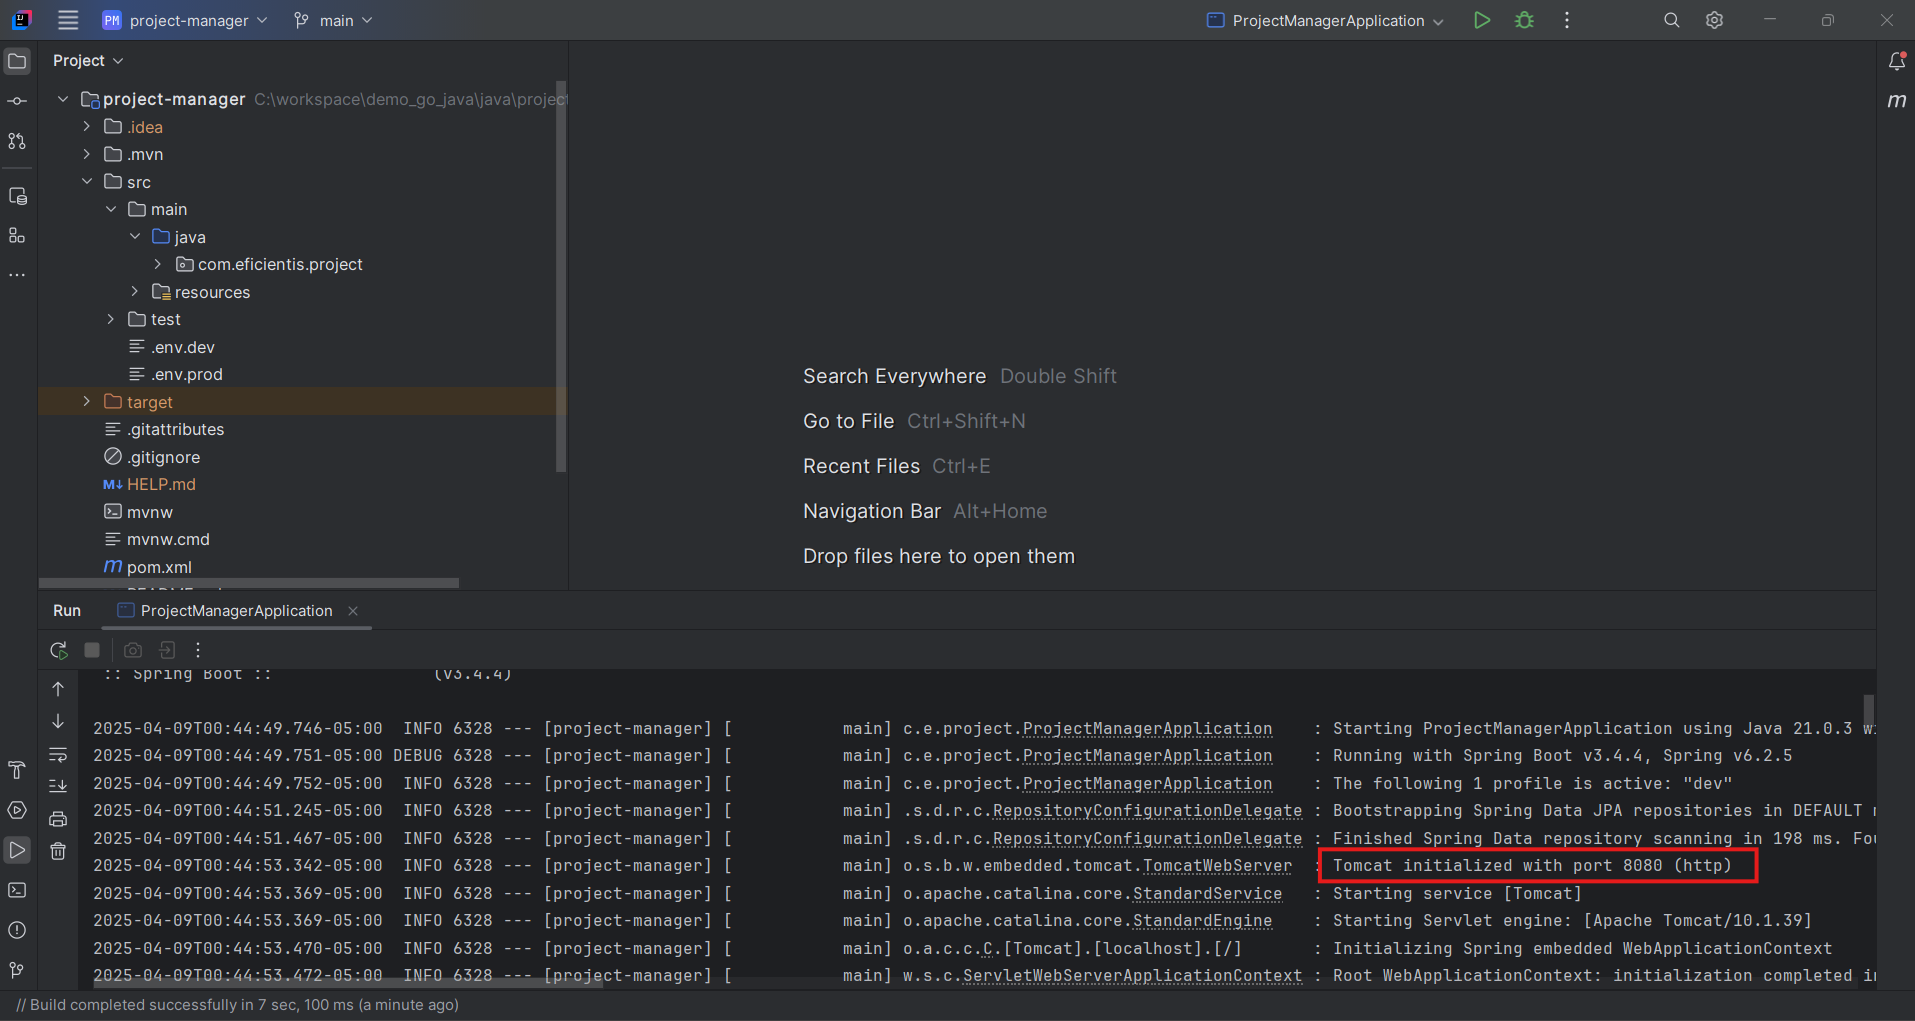 PM project-manager main ProjectManagerApplication
Project
project-manager C:\workspace\demo_go_java\java\project
.idea
.mvn
src
main
java
com.eficientis.project
resources
test
.env.dev
.env.prod
target
.gitattributes
.gitignore
M↓ HELP.md
mvnw
mvnw.cmd
m pom.xml
m
Search Everywhere Double Shift
Go to File Ctrl+Shift+N
Recent Files Ctrl+E
Navigation Bar Alt+Home
Drop files here to open them
Run ProjectManagerApplication
:: Spring Boot :: (v3.4.4)
2025-04-09T00:44:49.746-05:00 INFO 6328 --- [project-manager] [ main] c.e.project.ProjectManagerApplication : Starting ProjectManagerApplication using Java 21.0.3 wi
2025-04-09T00:44:49.751-05:00 DEBUG 6328 --- [project-manager] [ main] c.e.project.ProjectManagerApplication : Running with Spring Boot v3.4.4, Spring v6.2.5
2025-04-09T00:44:49.752-05:00 INFO 6328 --- [project-manager] [ main] c.e.project.ProjectManagerApplication : The following 1 profile is active: "dev"
2025-04-09T00:44:51.245-05:00 INFO 6328 --- [project-manager] [ main] .s.d.r.c.RepositoryConfigurationDelegate : Bootstrapping Spring Data JPA repositories in DEFAULT
2025-04-09T00:44:51.467-05:00 INFO 6328 --- [project-manager] [ main] .s.d.r.c.RepositoryConfigurationDelegate : Finished Spring Data repository scanning in 198 ms. Fou
2025-04-09T00:44:53.342-05:00 INFO 6328 --- [project-manager] [ main] o.s.b.w.embedded.tomcat.TomcatWebServer : Tomcat initialized with port 8080 (http)
2025-04-09T00:44:53.369-05:00 INFO 6328 --- [project-manager] [ main] o.apache.catalina.core.StandardService : Starting service [Tomcat]
2025-04-09T00:44:53.369-05:00 INFO 6328 --- [project-manager] [ main] o.apache.catalina.core.StandardEngine : Starting Servlet engine: [Apache Tomcat/10.1.39]
2025-04-09T00:44:53.470-05:00 INFO 6328 --- [project-manager] [ main] o.a.c.c.C.[Tomcat].[localhost].[/] : Initializing Spring embedded WebApplicationContext
2025-04-09T00:44:53.472-05:00 INFO 6328 --- [project-manager] [ main] w.s.c.ServletWebServerApplicationContext : Root WebApplicationContext: initialization completed in
// Build completed successfully in 7 sec, 100 ms (a minute ago)